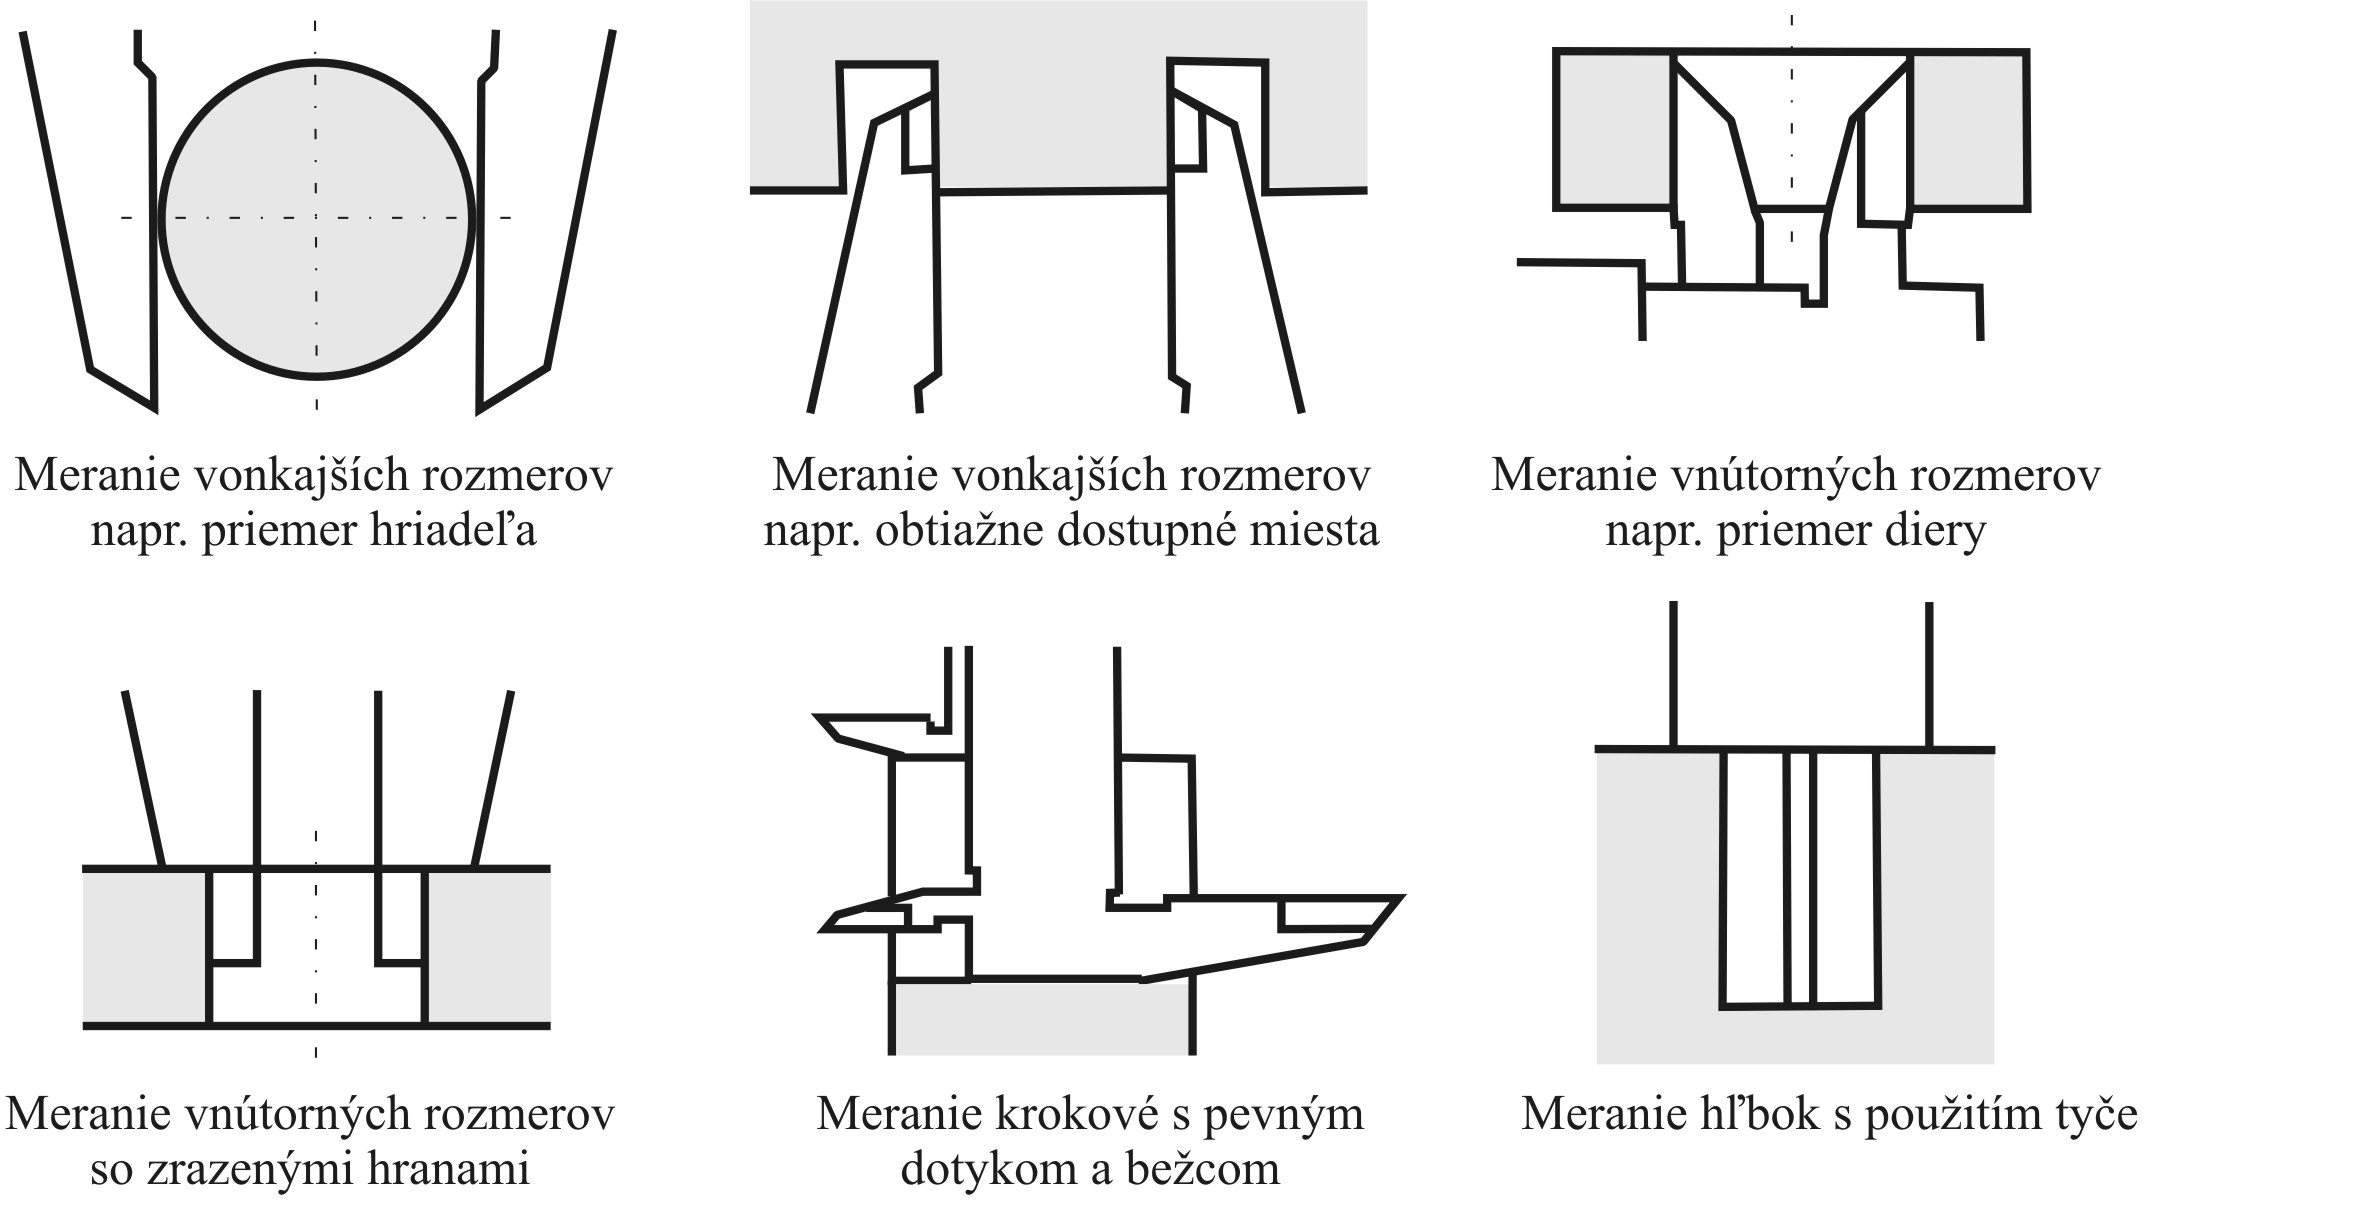 Meranie vonkajších rozmerov
napr. priemer hriadeľa
Meranie vonkajších rozmerov
napr. obtiažne dostupné miesta
Meranie vnútorných rozmerov
napr. priemer diery
Meranie vnútorných rozmerov
so zrazenými hranami
Meranie krokové s pevným
dotykom a bežcom
Meranie hľbok s použitím tyče